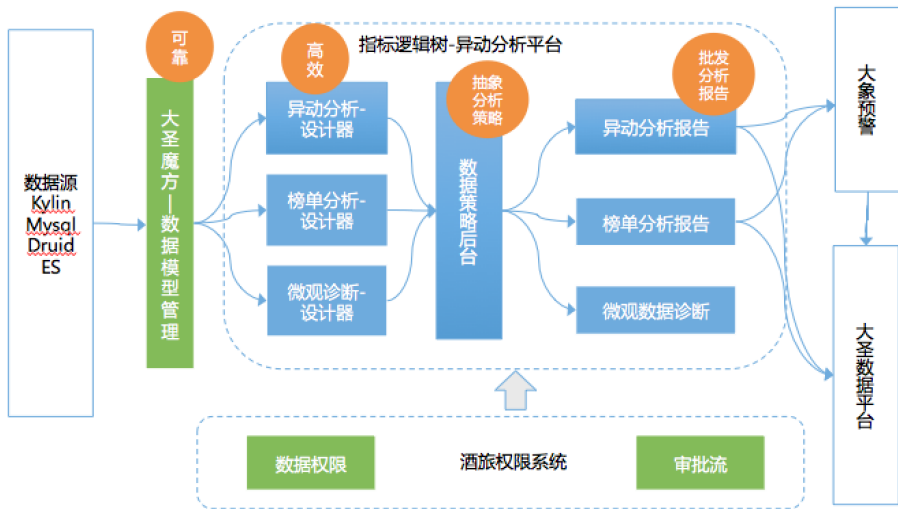 数据源
Kylin
Mysql
Druid
ES
可
靠
大圣魔方—数据模型管理
指标逻辑树-异动分析平台
高
效
异动分析-
设计器
榜单分析-
设计器
微观诊断-
设计器
抽象
分析
策略
数据策略后台
批发
分析
报告
异动分析报告
榜单分析报告
微观数据诊断
大象预警
大圣数据平台
数据权限
酒旅权限系统
审批流